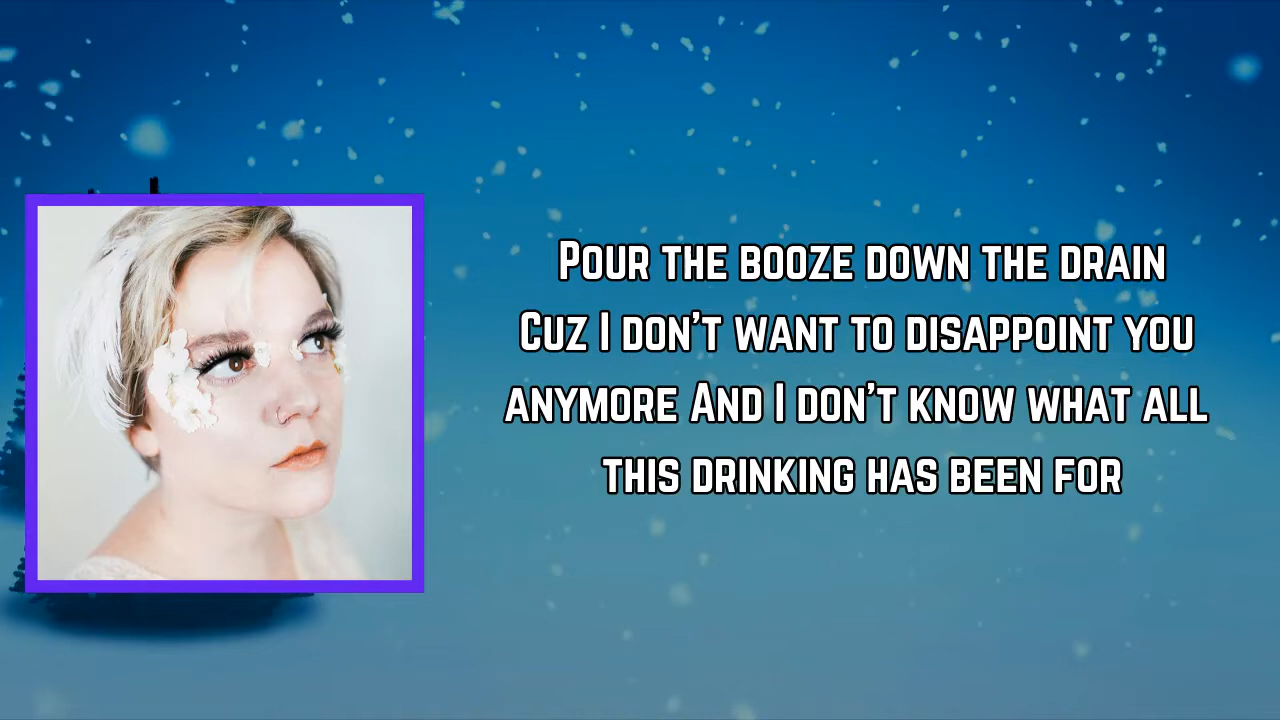 Pour the booze down the drain
Cuz I don't want to disappoint you
anymore And I don't know what all
this drinking has been for